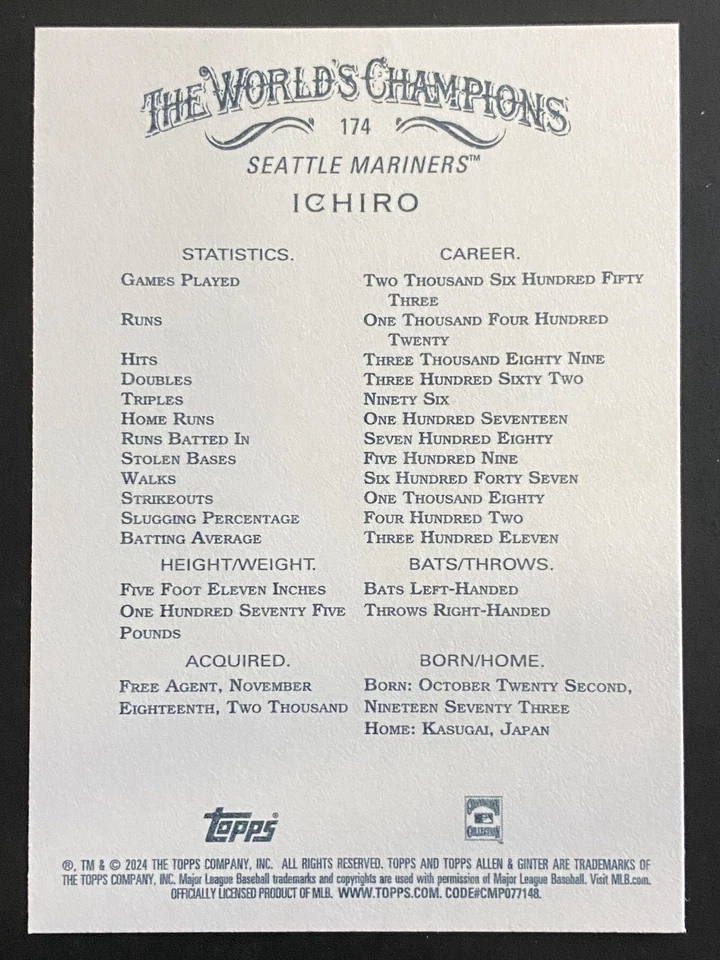 THE WORLD'S CHAMPIONS
174
SEATTLE MARINERS™
ICHIRO
STATISTICS. CAREER.
GAMES PLAYED TWO THOUSAND SIX HUNDRED FIFTY
THREE
RUNS ONE THOUSAND FOUR HUNDRED
TWENTY
HITS THREE THOUSAND EIGHTY NINE
DOUBLES THREE HUNDRED SIXTY TWO
TRIPLES NINETY SIX
HOME RUNS ONE HUNDRED SEVENTEEN
RUNS BATTED IN SEVEN HUNDRED EIGHTY
STOLEN BASES FIVE HUNDRED NINE
WALKS SIX HUNDRED FORTY SEVEN
STRIKEOUTS ONE THOUSAND EIGHTY
SLUGGING PERCENTAGE FOUR HUNDRED TWO
BATTING AVERAGE THREE HUNDRED ELEVEN
HEIGHT/WEIGHT. BATS/THROWS.
FIVE FOOT ELEVEN INCHES BATS LEFT-HANDED
ONE HUNDRED SEVENTY FIVE THROWS RIGHT-HANDED
POUNDS
ACQUIRED. BORN/HOME.
FREE AGENT, NOVEMBER BORN: OCTOBER TWENTY SECOND,
EIGHTEENTH, TWO THOUSAND NINETEEN SEVENTY THREE
HOME: KASUGAI, JAPAN
Topps®
COOPERSTOWN
COLLECTION
®, TM & © 2024 THE TOPPS COMPANY, INC. ALL RIGHTS RESERVED. TOPPS AND TOPPS ALLEN & GINTER ARE TRADEMARKS OF
THE TOPPS COMPANY, INC. Major League Baseball trademarks and copyrights are used with permission of Major League Baseball. Visit MLB.com.
OFFICIALLY LICENSED PRODUCT OF MLB. WWW.TOPPS.COM. CODE#CMP077148.